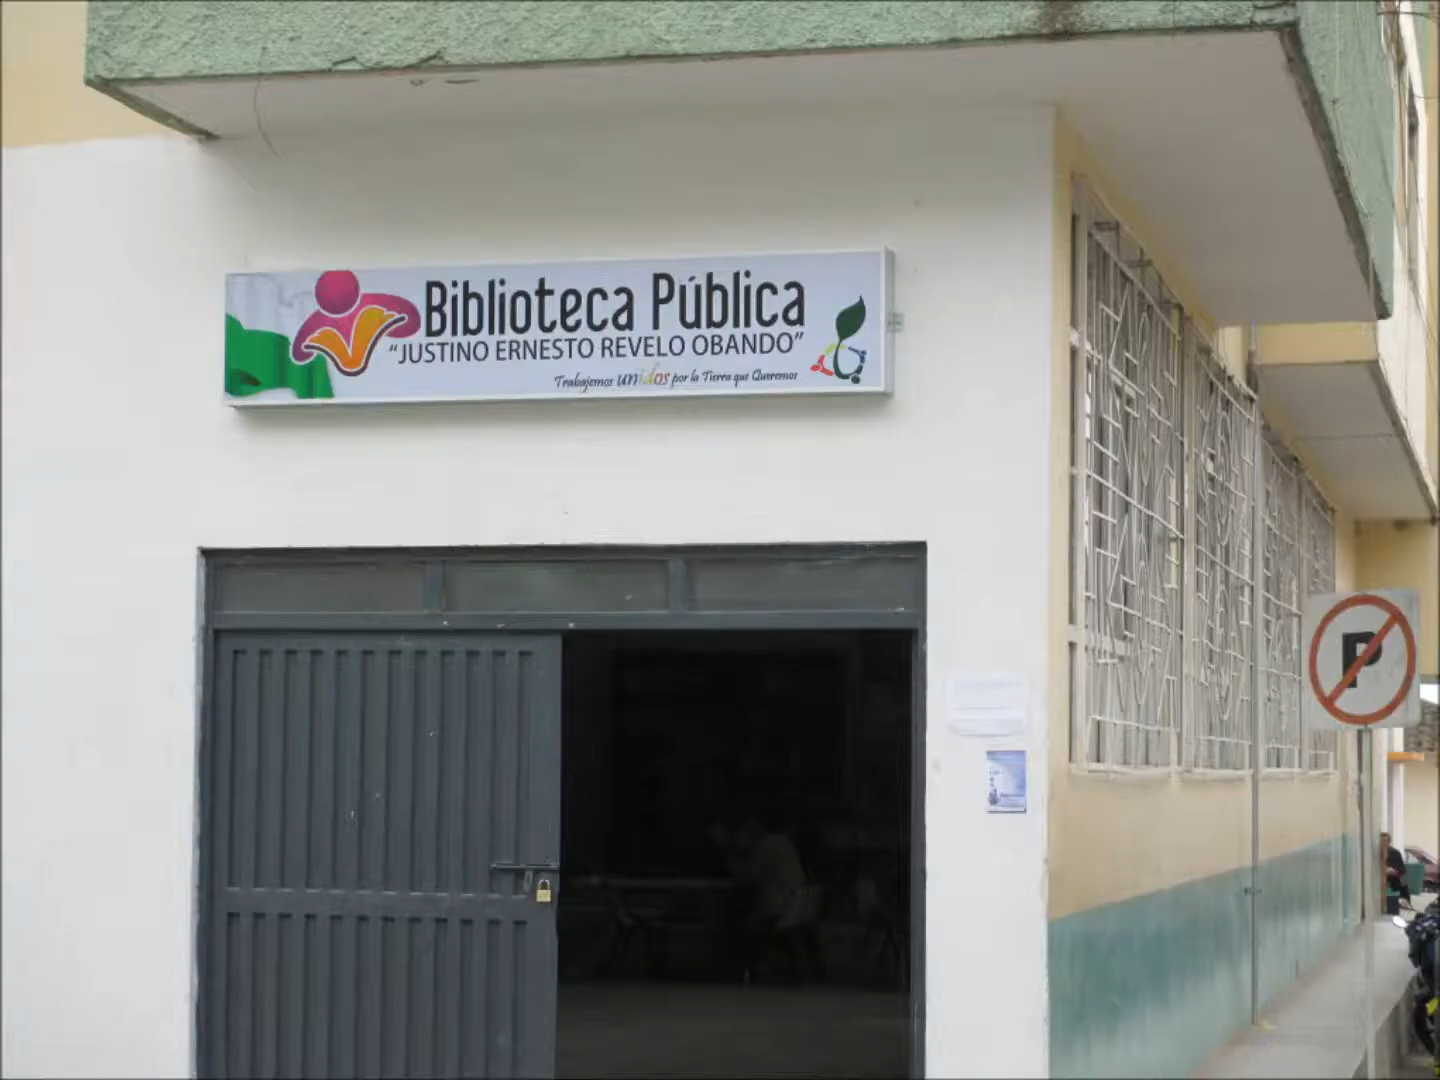 Biblioteca Pública
“JUSTINO ERNESTO REVELO OBANDO”
Trabajemos unidos por la Tierra que Queremos
P